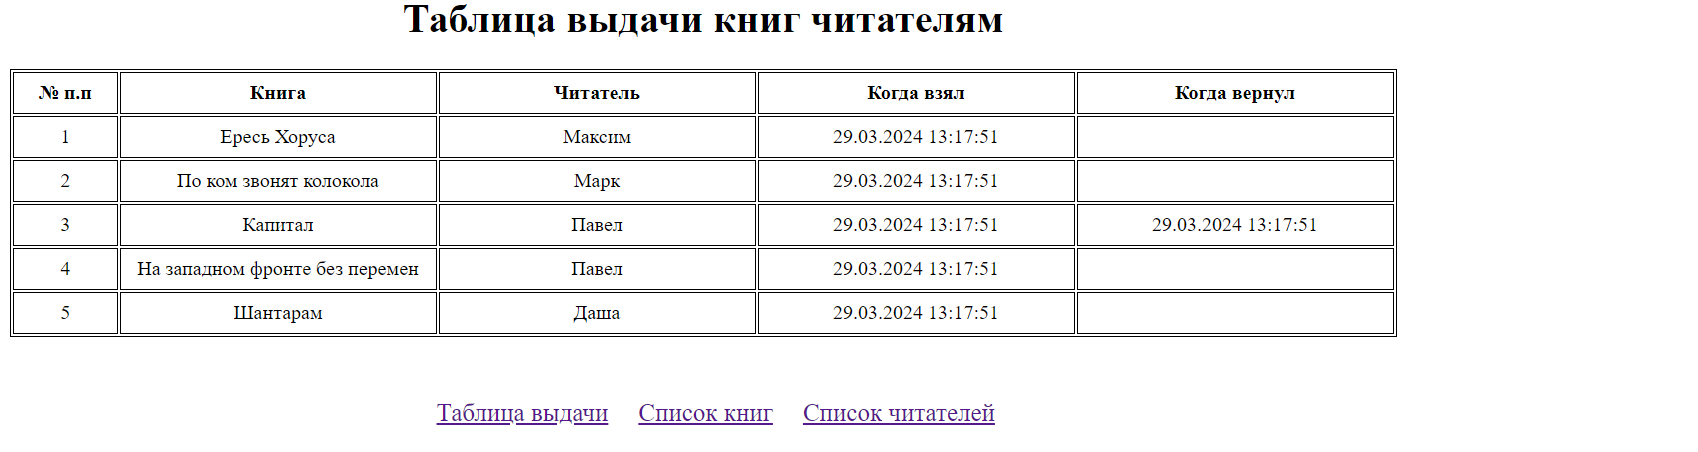 Таблица выдачи книг читателям
№ п.п Книга Читатель Когда взял Когда вернул
1 Ересь Хоруса Максим 29.03.2024 13:17:51
2 По ком звонят колокола Марк 29.03.2024 13:17:51
3 Капитал Павел 29.03.2024 13:17:51 29.03.2024 13:17:51
4 На западном фронте без перемен Павел 29.03.2024 13:17:51
5 Шантарам Даша 29.03.2024 13:17:51
Таблица выдачи Список книг Список читателей